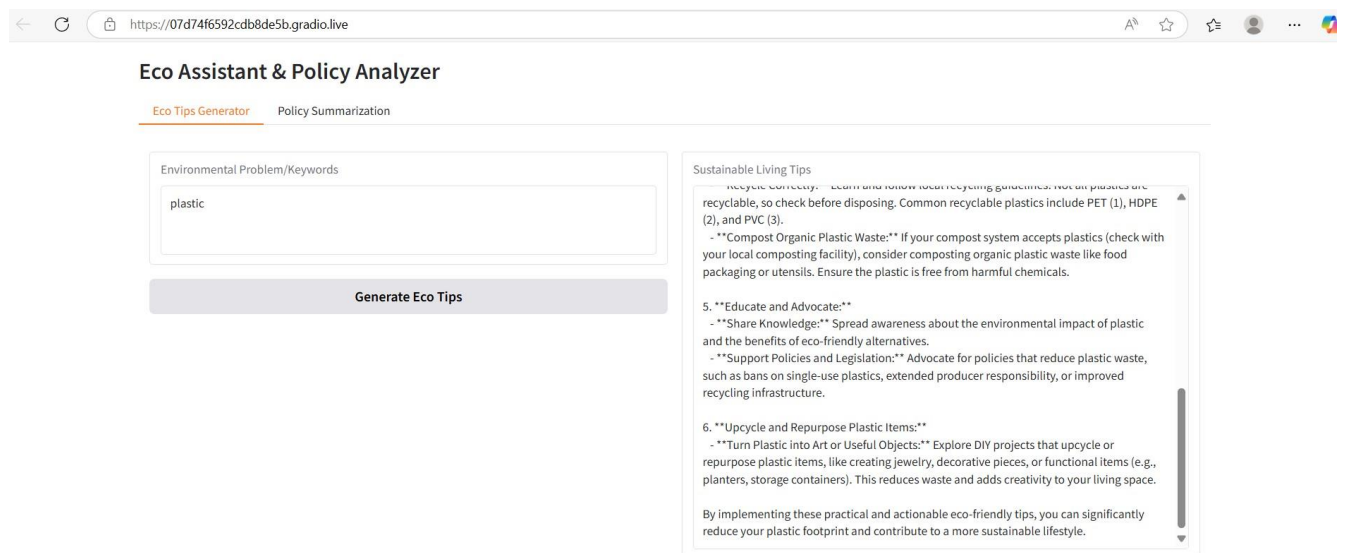 https://07d74f6592cdb8de5b.gradio.live
Eco Assistant & Policy Analyzer
Eco Tips Generator Policy Summarization
Environmental Problem/Keywords
plastic
Generate Eco Tips
Sustainable Living Tips
recyclable, so check before disposing. Common recyclable plastics include PET (1), HDPE
(2), and PVC (3).
- **Compost Organic Plastic Waste:** If your compost system accepts plastics (check with
your local composting facility), consider composting organic plastic waste like food
packaging or utensils. Ensure the plastic is free from harmful chemicals.
5. **Educate and Advocate:**
- **Share Knowledge:** Spread awareness about the environmental impact of plastic
and the benefits of eco-friendly alternatives.
- **Support Policies and Legislation:** Advocate for policies that reduce plastic waste,
such as bans on single-use plastics, extended producer responsibility, or improved
recycling infrastructure.
6. **Upcycle and Repurpose Plastic Items:**
- **Turn Plastic into Art or Useful Objects:** Explore DIY projects that upcycle or
repurpose plastic items, like creating jewelry, decorative pieces, or functional items (e.g.,
planters, storage containers). This reduces waste and adds creativity to your living space.
By implementing these practical and actionable eco-friendly tips, you can significantly
reduce your plastic footprint and contribute to a more sustainable lifestyle.